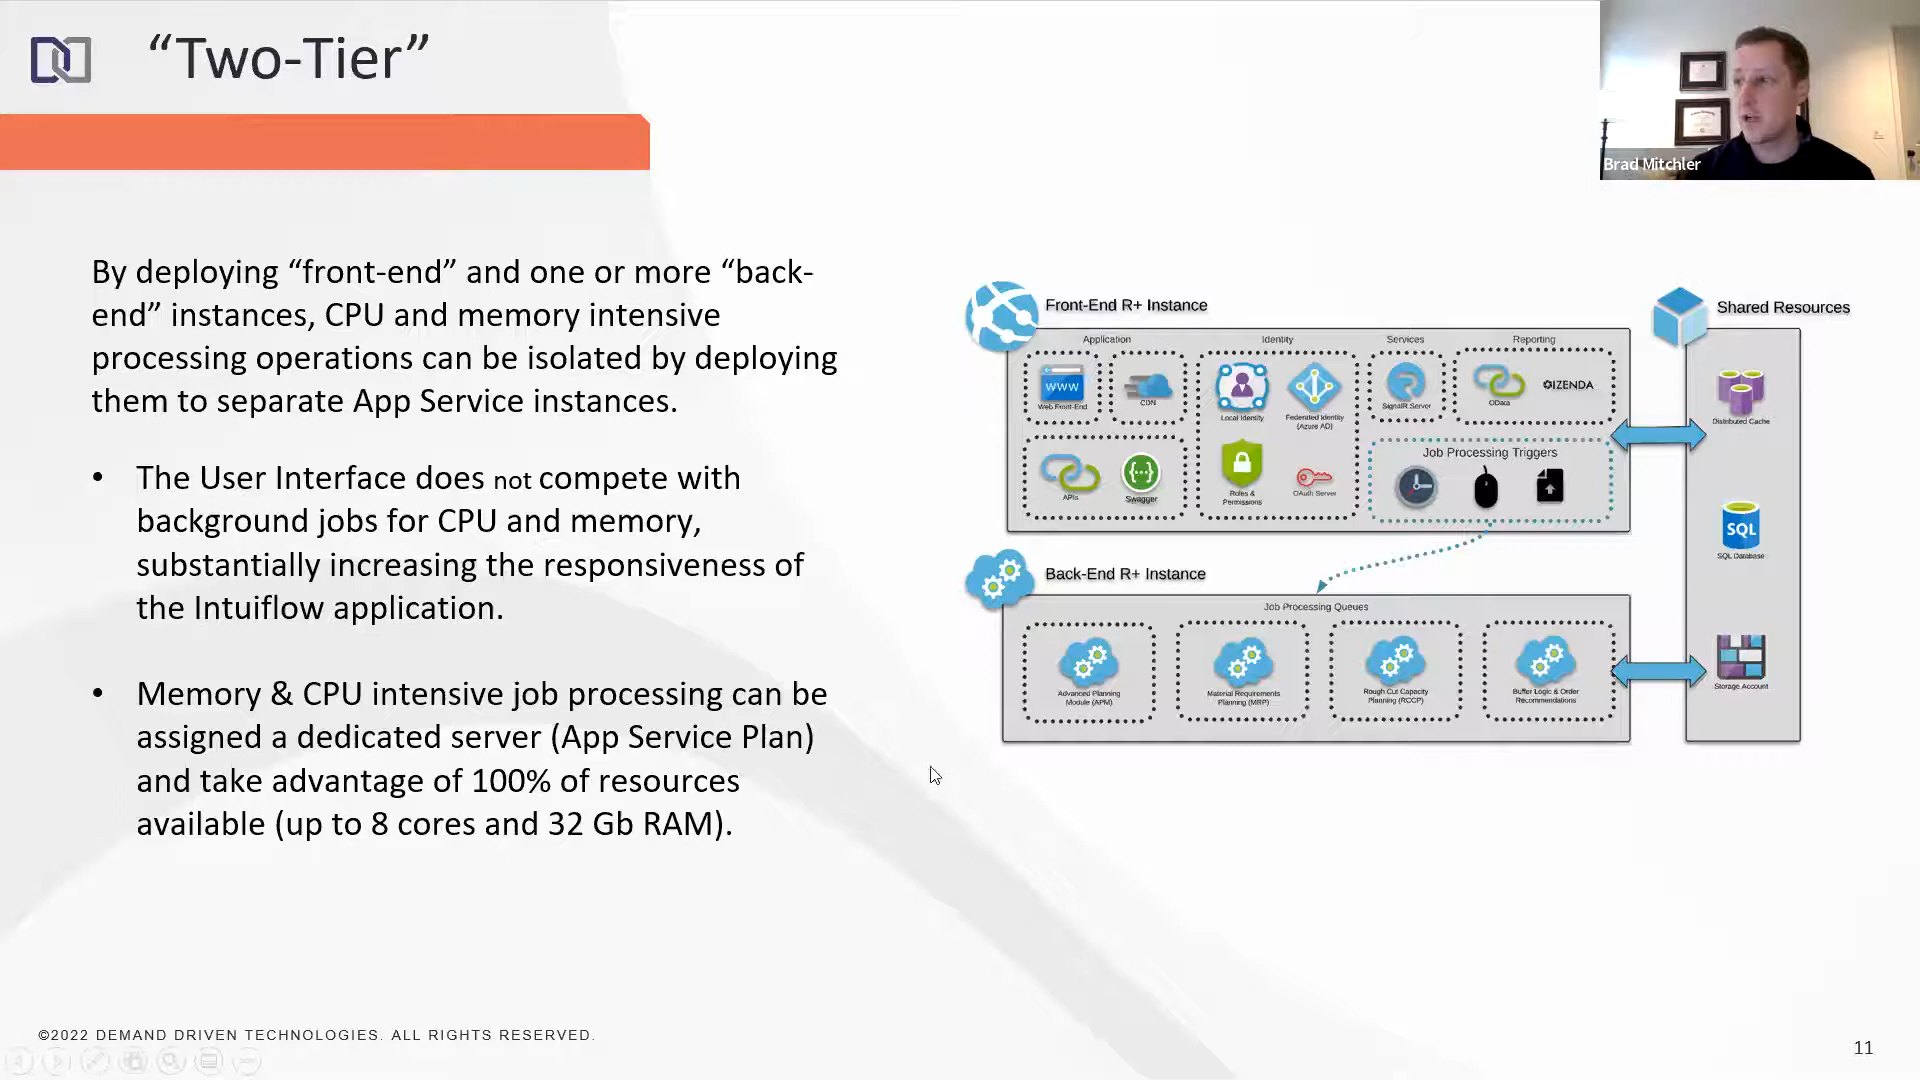 “Two-Tier”
Brad Mitchler
By deploying “front-end” and one or more “back-
end” instances, CPU and memory intensive
processing operations can be isolated by deploying
them to separate App Service instances.
• The User Interface does not compete with
background jobs for CPU and memory,
substantially increasing the responsiveness of
the Intuiflow application.
• Memory & CPU intensive job processing can be
assigned a dedicated server (App Service Plan)
and take advantage of 100% of resources
available (up to 8 cores and 32 Gb RAM).
Front-End R+ Instance
Application
Identity
Services
Reporting
WWW
Web Front-End
CDN
Local Identity
Federated Identity
(Azure AD)
SignalR Server
OData
IZENDA
APIs
Swagger
Roles &
Permissions
OAuth Server
Job Processing Triggers
Back-End R+ Instance
Job Processing Queues
Advanced Planning
Module (APM)
Material Requirements
Planning (MRP)
Rough Cut Capacity
Planning (RCCP)
Buffer Logic & Order
Recommendations
Shared Resources
Distributed Cache
SQL
SQL Database
Storage Account
©2022 DEMAND DRIVEN TECHNOLOGIES. ALL RIGHTS RESERVED.
11